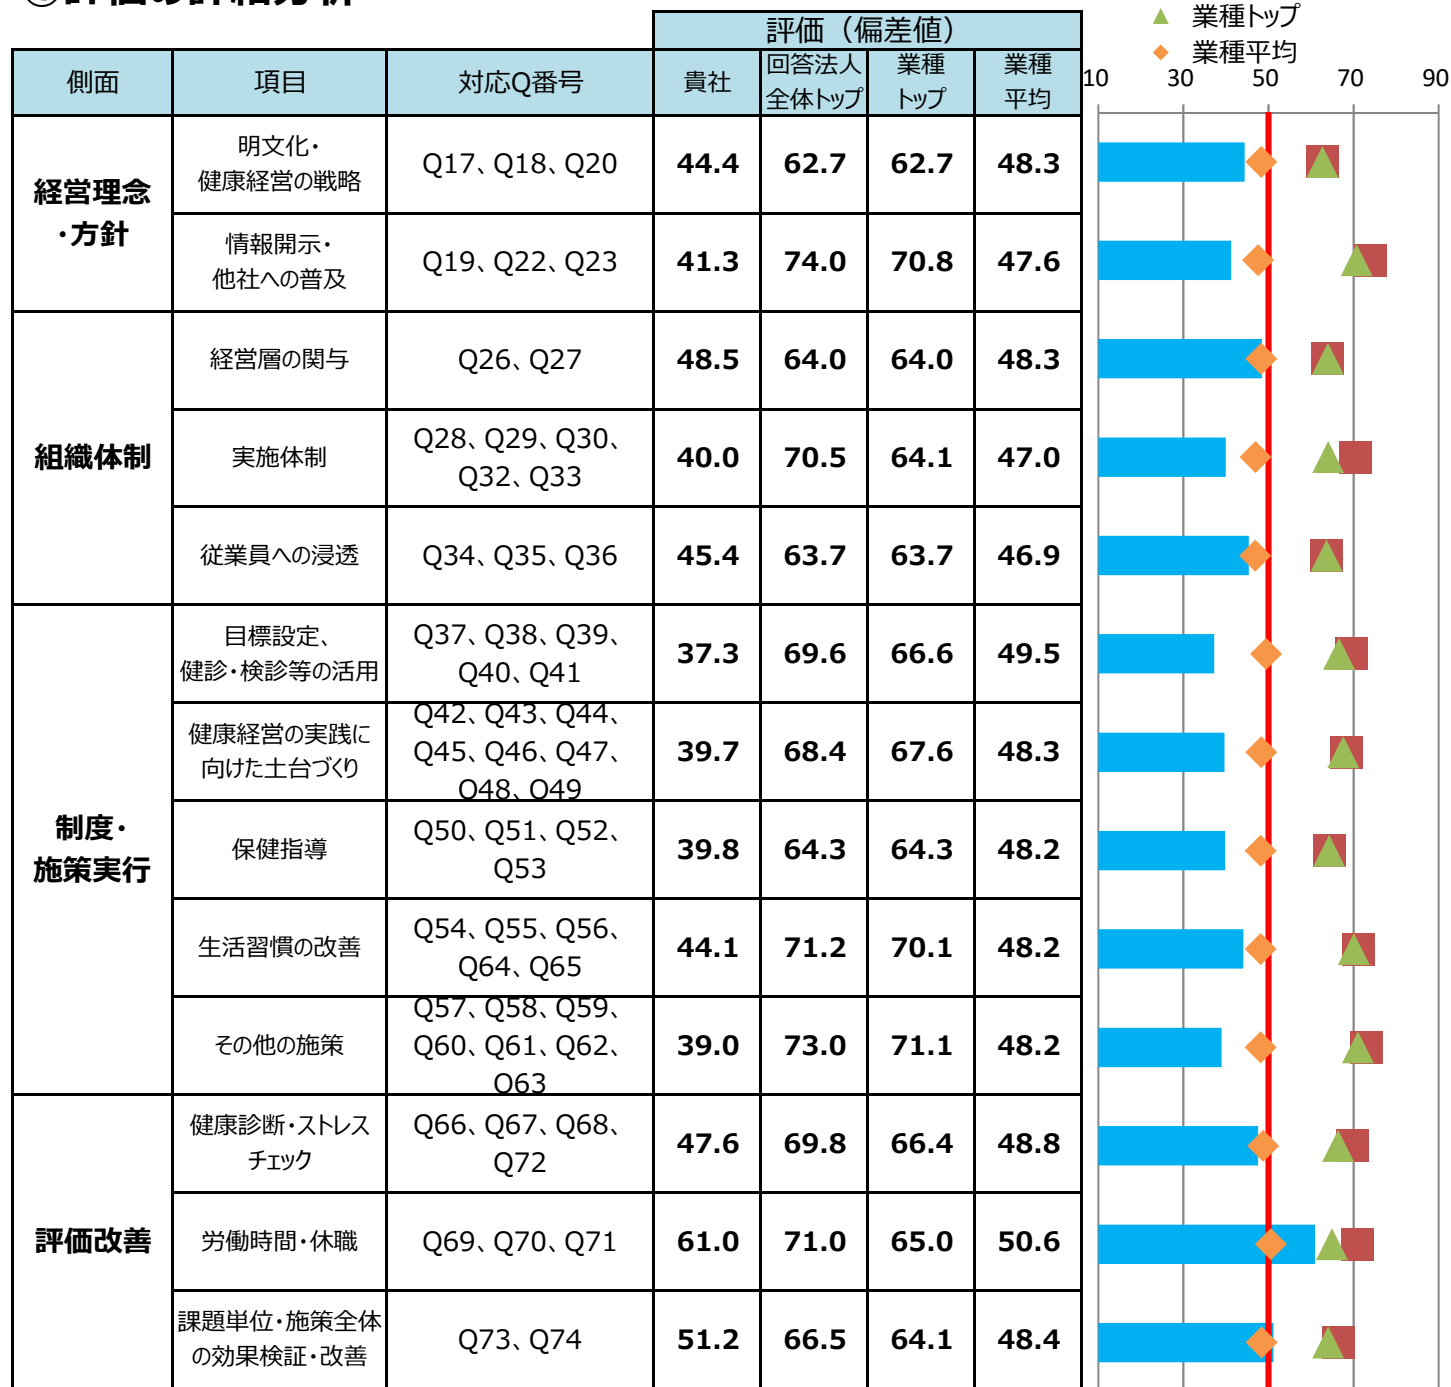 ▲ 業種トップ
◆ 業種平均
評価（偏差値）
側面 項目 対応Q番号 貴社 回答法人全体トップ 業種トップ 業種平均
10 30 50 70 90
経営理念・方針
明文化・健康経営の戦略 Q17、Q18、Q20 44.4 62.7 62.7 48.3
情報開示・他社への普及 Q19、Q22、Q23 41.3 74.0 70.8 47.6
組織体制
経営層の関与 Q26、Q27 48.5 64.0 64.0 48.3
実施体制 Q28、Q29、Q30、Q32、Q33 40.0 70.5 64.1 47.0
従業員への浸透 Q34、Q35、Q36 45.4 63.7 63.7 46.9
制度・施策実行
目標設定、健診・検診等の活用 Q37、Q38、Q39、Q40、Q41 37.3 69.6 66.6 49.5
健康経営の実践に向けた土台づくり Q42、Q43、Q44、Q45、Q46、Q47、Q48、Q49 39.7 68.4 67.6 48.3
保健指導 Q50、Q51、Q52、Q53 39.8 64.3 64.3 48.2
生活習慣の改善 Q54、Q55、Q56、Q64、Q65 44.1 71.2 70.1 48.2
その他の施策 Q57、Q58、Q59、Q60、Q61、Q62、Q63 39.0 73.0 71.1 48.2
評価改善
健康診断・ストレスチェック Q66、Q67、Q68、Q72 47.6 69.8 66.4 48.8
労働時間・休職 Q69、Q70、Q71 61.0 71.0 65.0 50.6
課題単位・施策全体の効果検証・改善 Q73、Q74 51.2 66.5 64.1 48.4